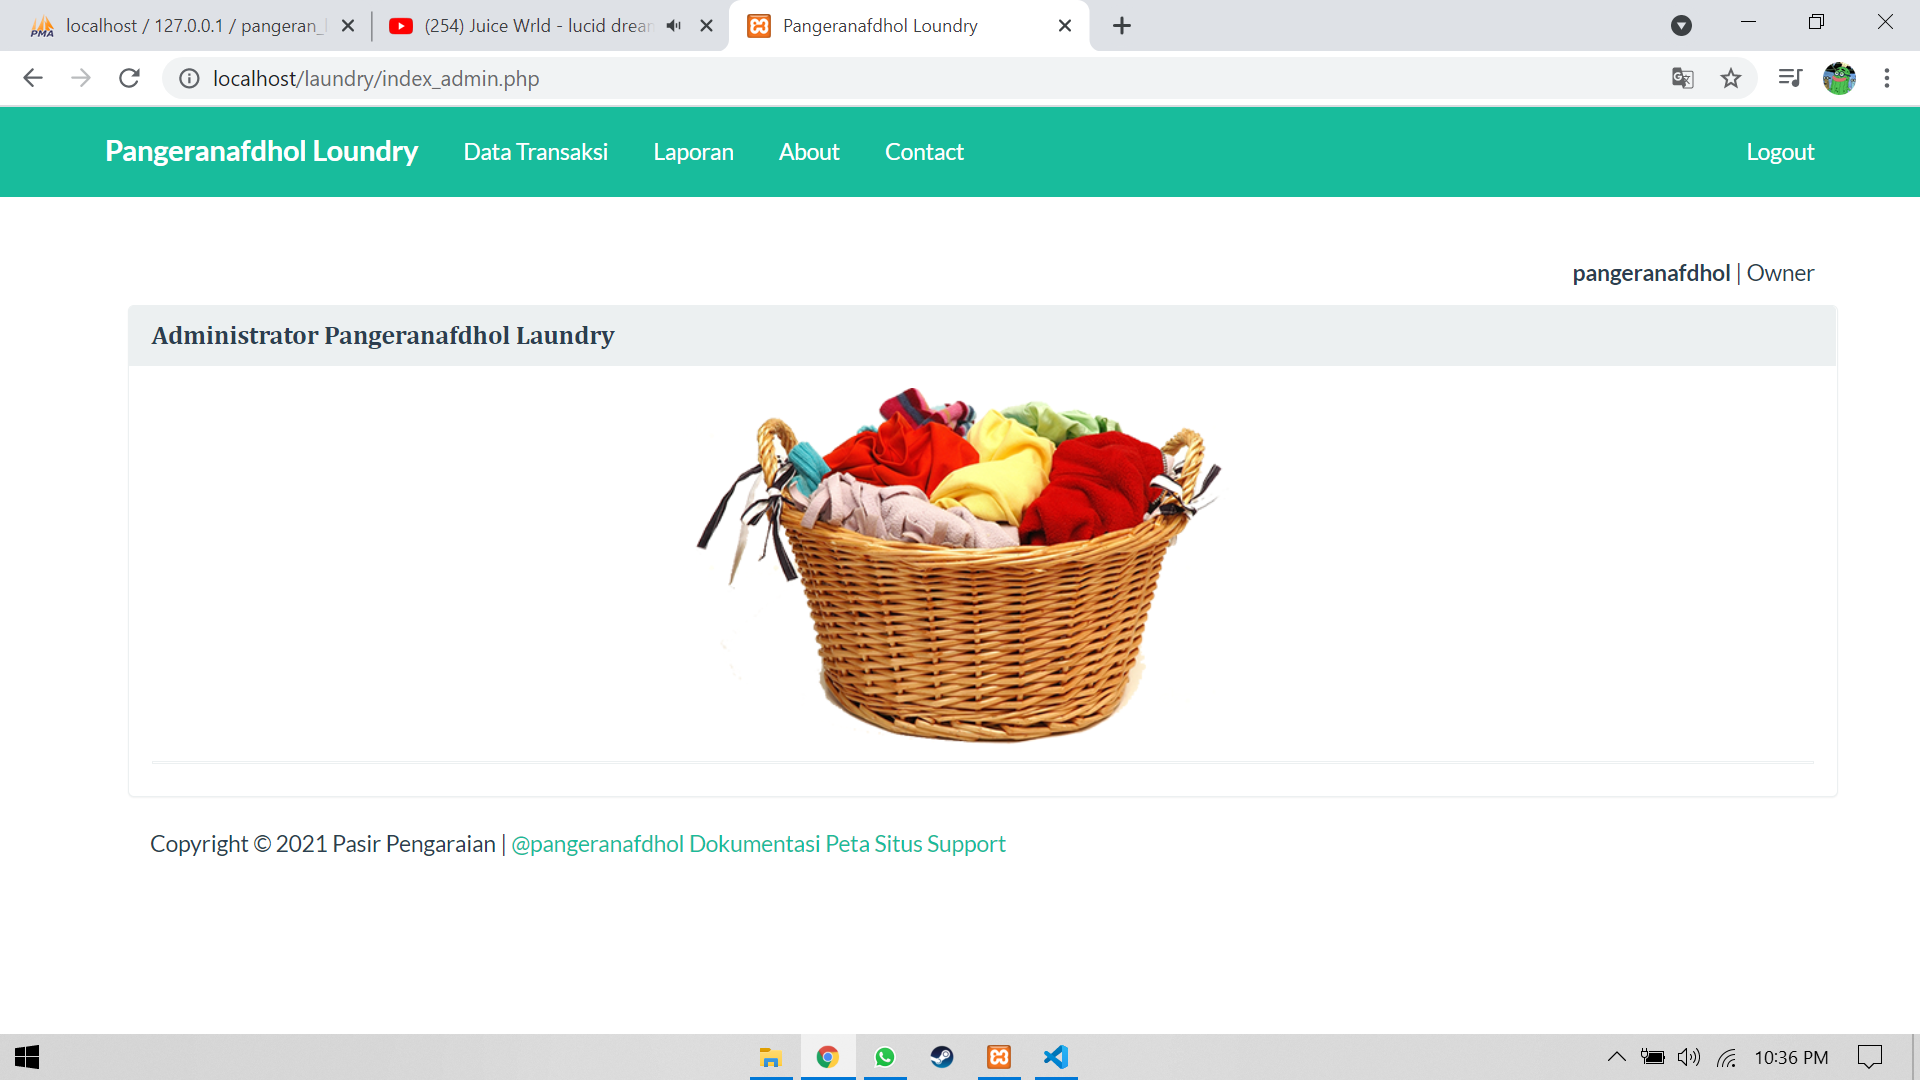 localhost / 127.0.0.1 / pangeran_
(254) Juice Wrld - lucid drea
Pangeranafdhol Loundry
localhost/laundry/index_admin.php
Pangeranafdhol Loundry Data Transaksi Laporan About Contact Logout
pangeranafdhol | Owner
Administrator Pangeranafdhol Laundry
Copyright © 2021 Pasir Pengaraian | @pangeranafdhol Dokumentasi Peta Situs Support
10:36 PM